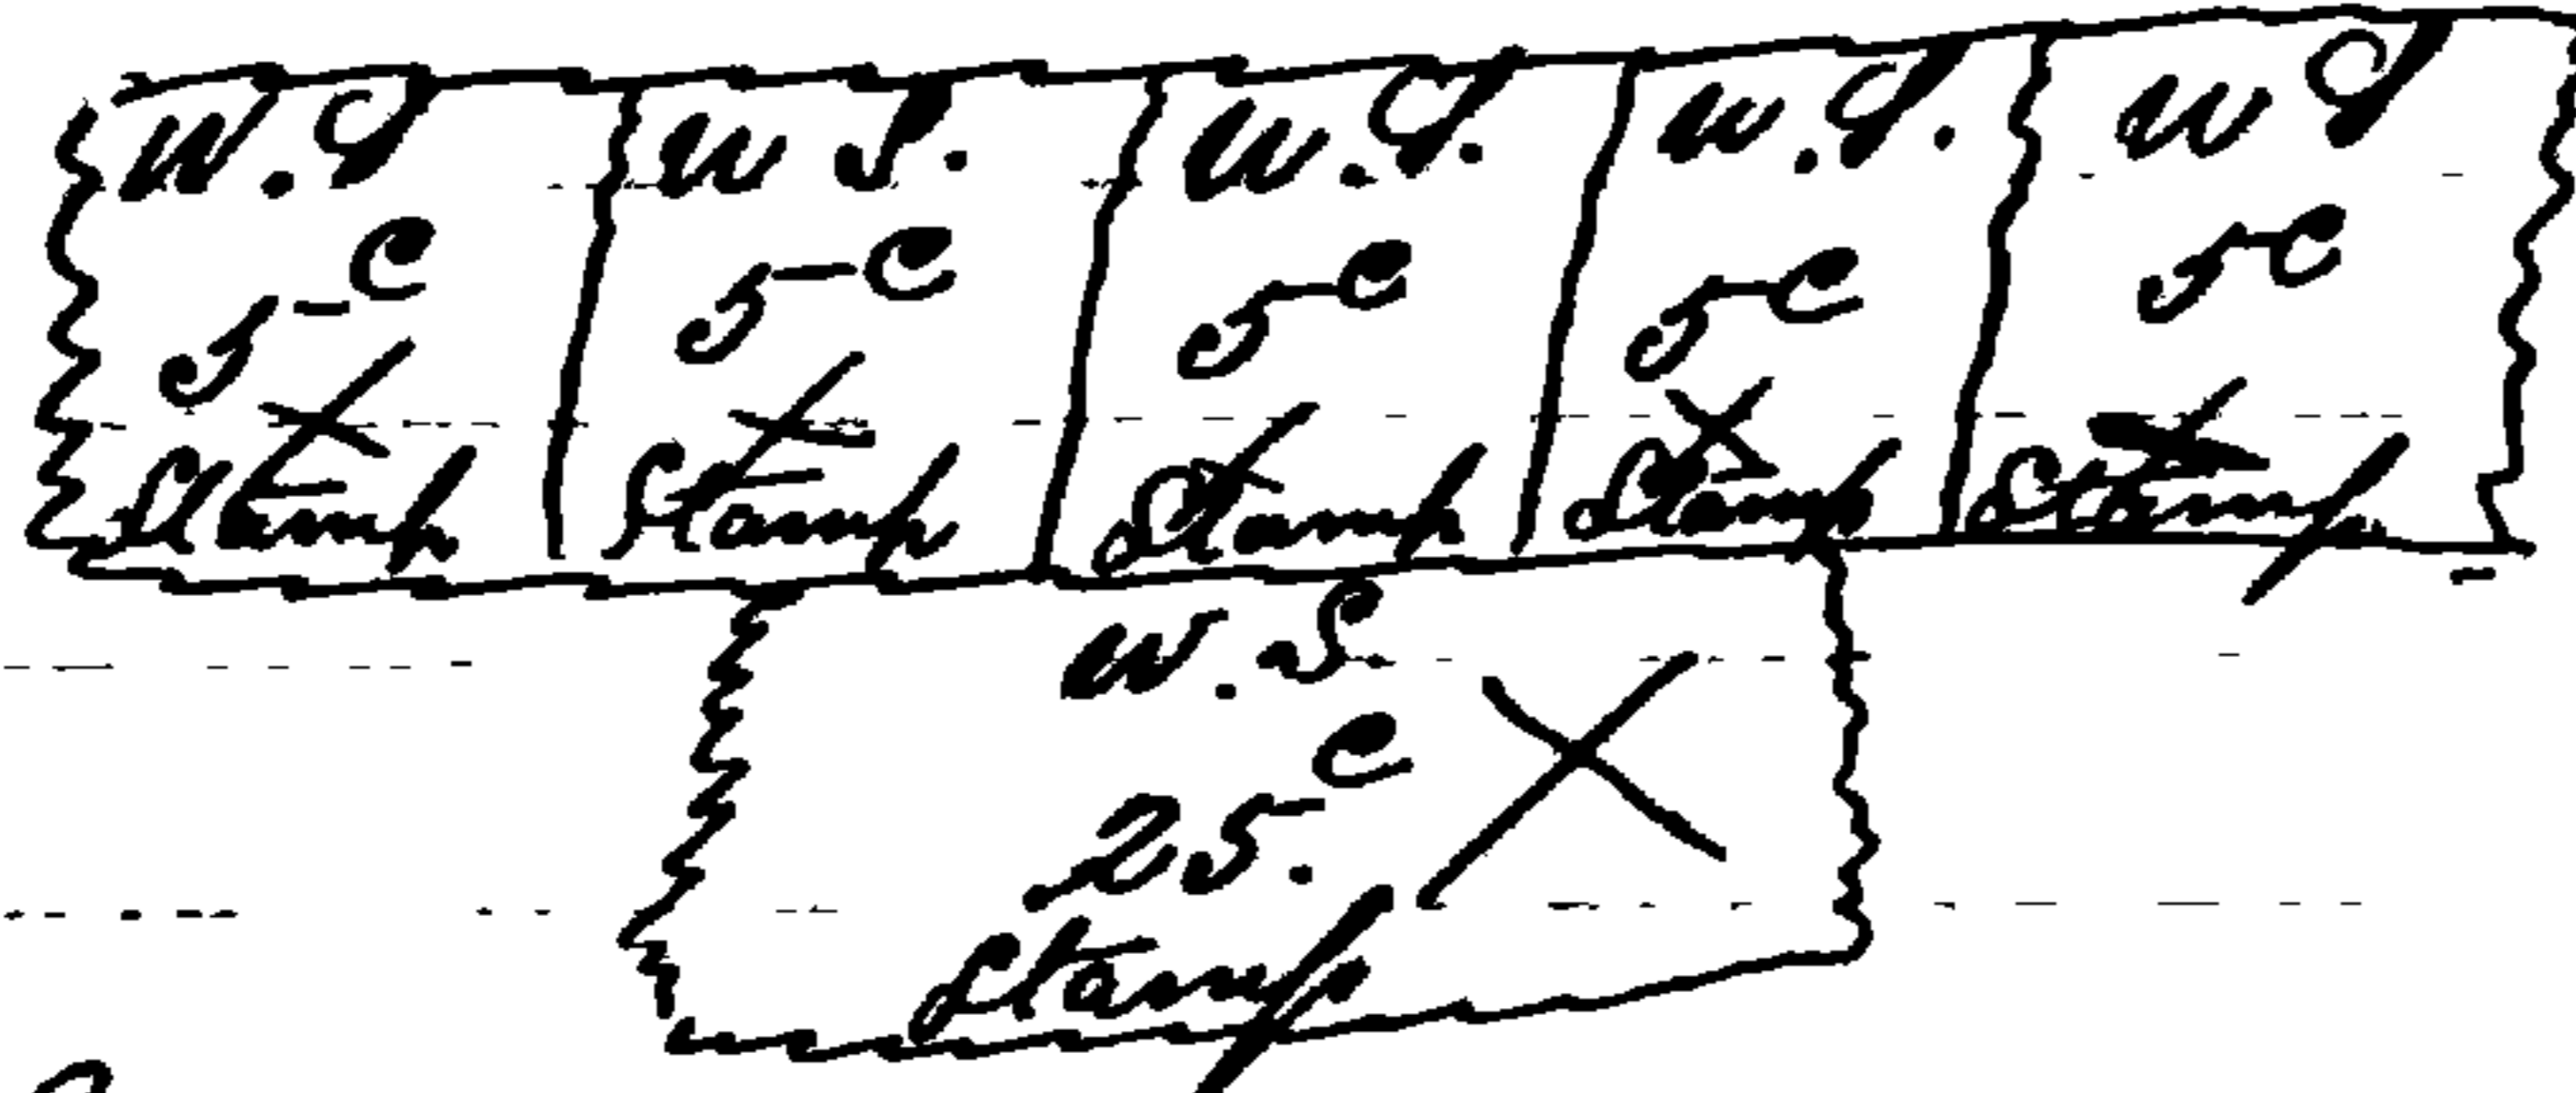 U.S U S. U.S. U.S. U S
5c 5c 5c 5c 5c
Stamp Stamp Stamp Stamp Stamp
U.S
25.c
Stamp